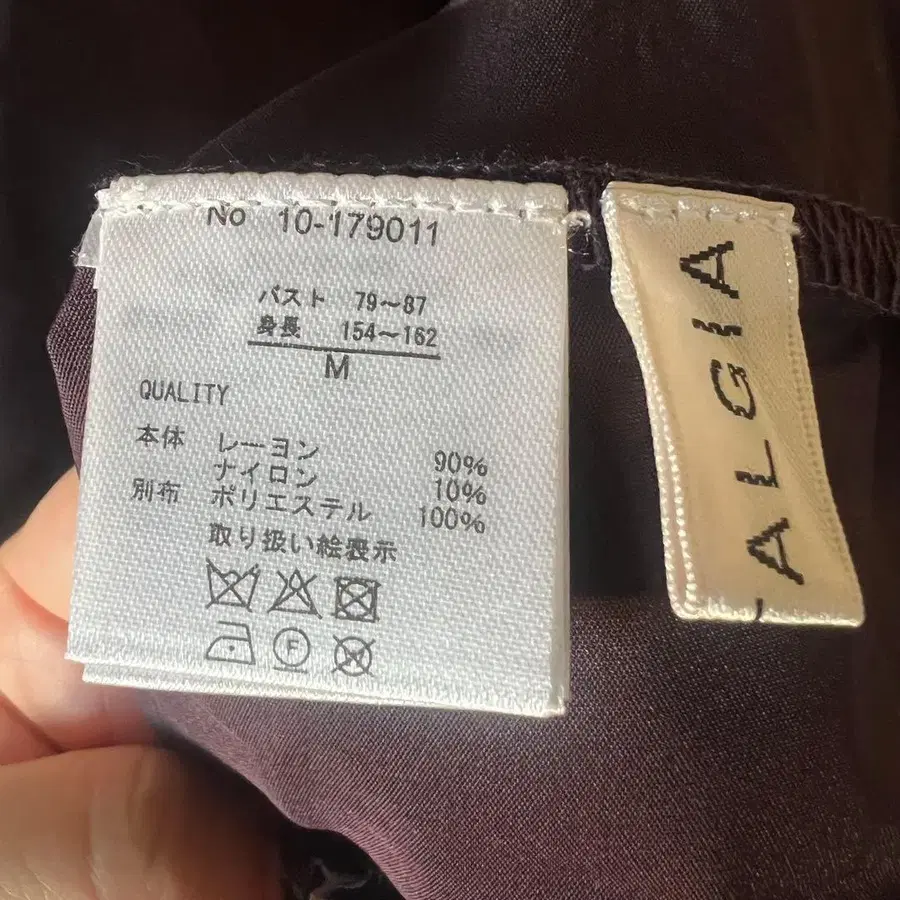 No 10-179011
バスト 79~87
身長 154~162
M
QUALITY
本体 レーヨン 90%
ナイロン 10%
別布 ポリエステル 100%
取り扱い絵表示
F
ALGIA